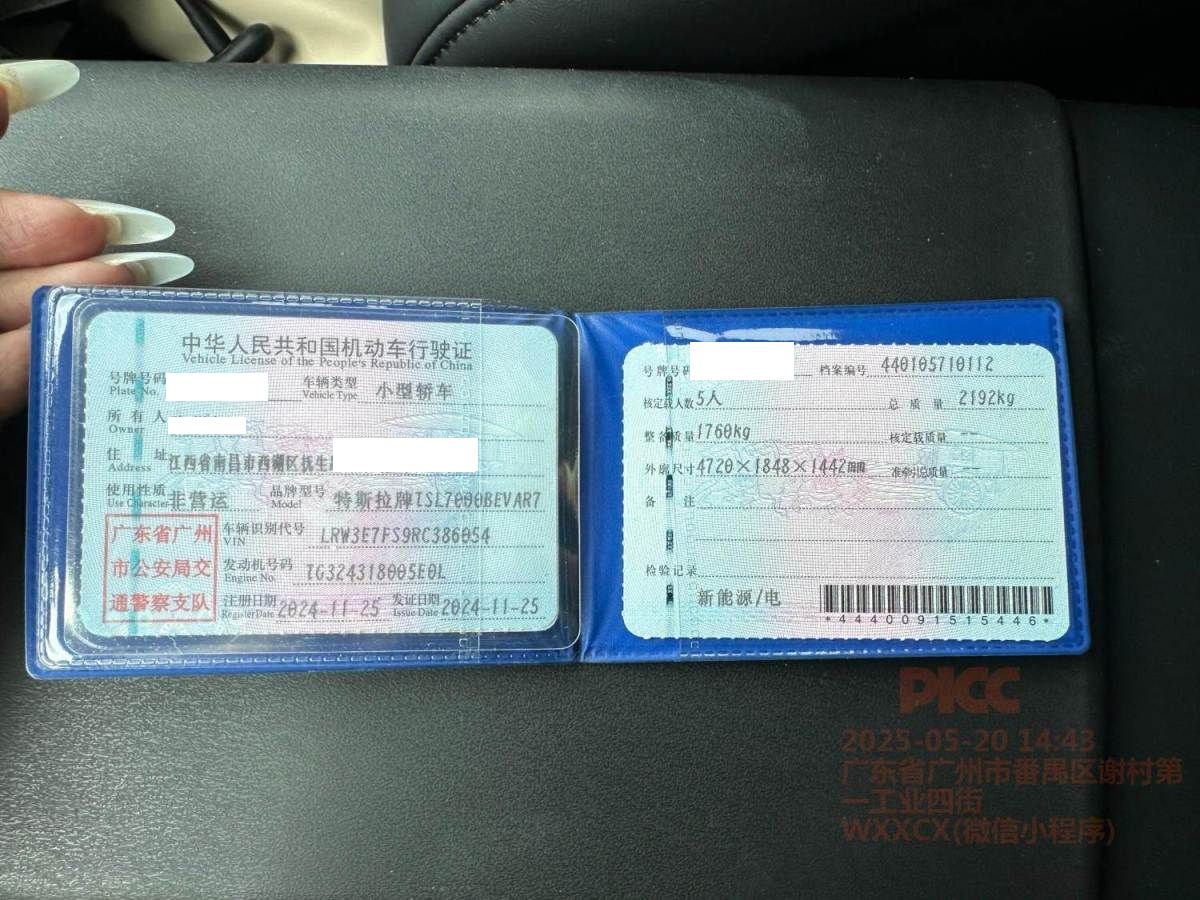 中华人民共和国机动车行驶证
Vehicle License of the People's Republic of China
号牌号码
Plate No.
车辆类型 小型轿车
Vehicle Type
所有人
Owner
住址 江西省南昌市西湖区抚生
Address
使用性质 非营运
Use Character
品牌型号 特斯拉牌TSL7000BEVAR7
Model
广东省广州
市公安局交
通警察支队
车辆识别代号 LRW3E7FS9RC386054
VIN
发动机号码 TG324318005E0L
Engine No.
注册日期 2024-11-25
Register Date
发证日期 2024-11-25
Issue Date
号牌号码
档案编号 440105710112
核定载人数 5人
总质量 2192kg
整备质量 1760kg
核定载质量 --
外廓尺寸 4720×1848×1442mm
准牵引总质量 --
备注
检验记录
新能源/电
*4440091515446*
PICC
2025-05-20 14:43
广东省广州市番禺区谢村第
一工业四街
WXXCX(微信小程序)